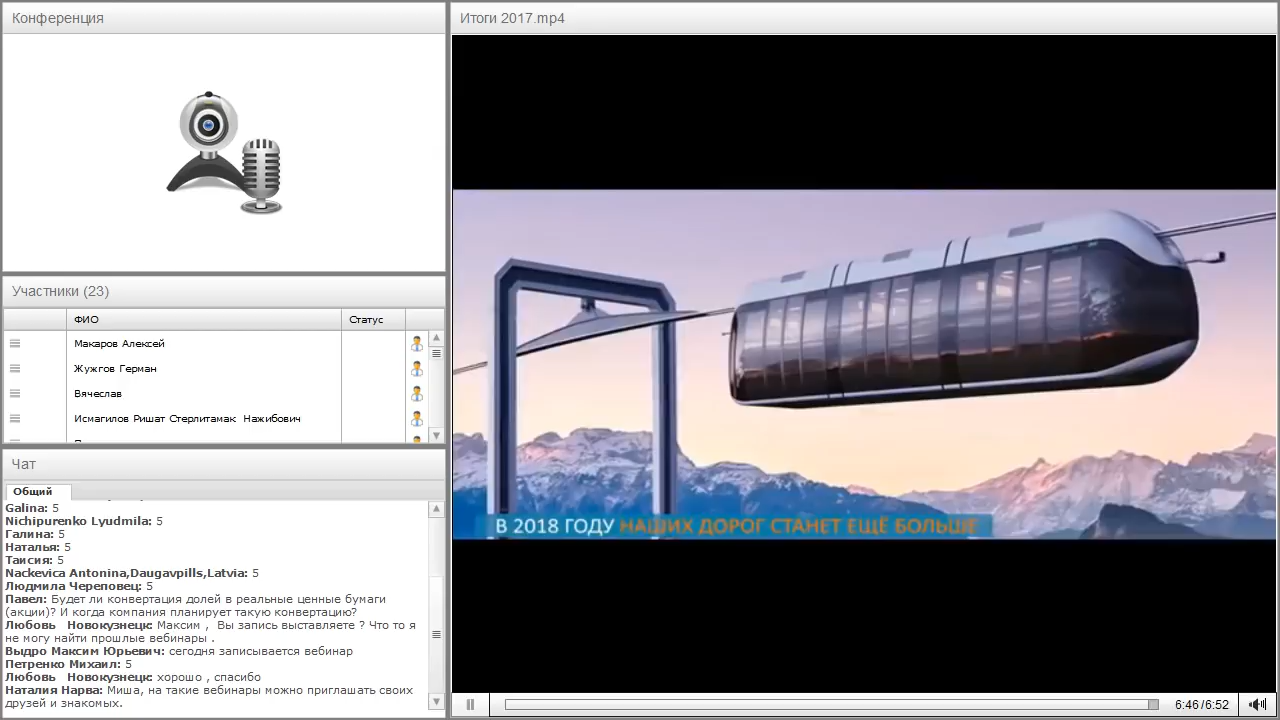 Конференция
Итоги 2017.mp4
Участники (23)
ФИО
Статус
Макаров Алексей
Жужгов Герман
Вячеслав
Исмагилов Ришат Стерлитамак Нажибович
Чат
Общий
Galina: 5
Nichipurenko Lyudmila: 5
Галина: 5
Наталья: 5
Таисия: 5
Nackevica Antonina,Daugavpills,Latvia: 5
Людмила Череповец: 5
Павел: Будет ли конвертация долей в реальные ценные бумаги
(акции)? И когда компания планирует такую конвертацию?
Любовь Новокузнецк: Максим , Вы запись выставляете ? Что то я
не могу найти прошлые вебинары .
Выдро Максим Юрьевич: сегодня записывается вебинар
Петренко Михаил: 5
Любовь Новокузнецк: хорошо , спасибо
Наталия Нарва: Миша, на такие вебинары можно приглашать своих
друзей и знакомых.
В 2018 ГОДУ НАШИХ ДОРОГ СТАНЕТ ЕЩЁ БОЛЬШЕ
6:46/6:52